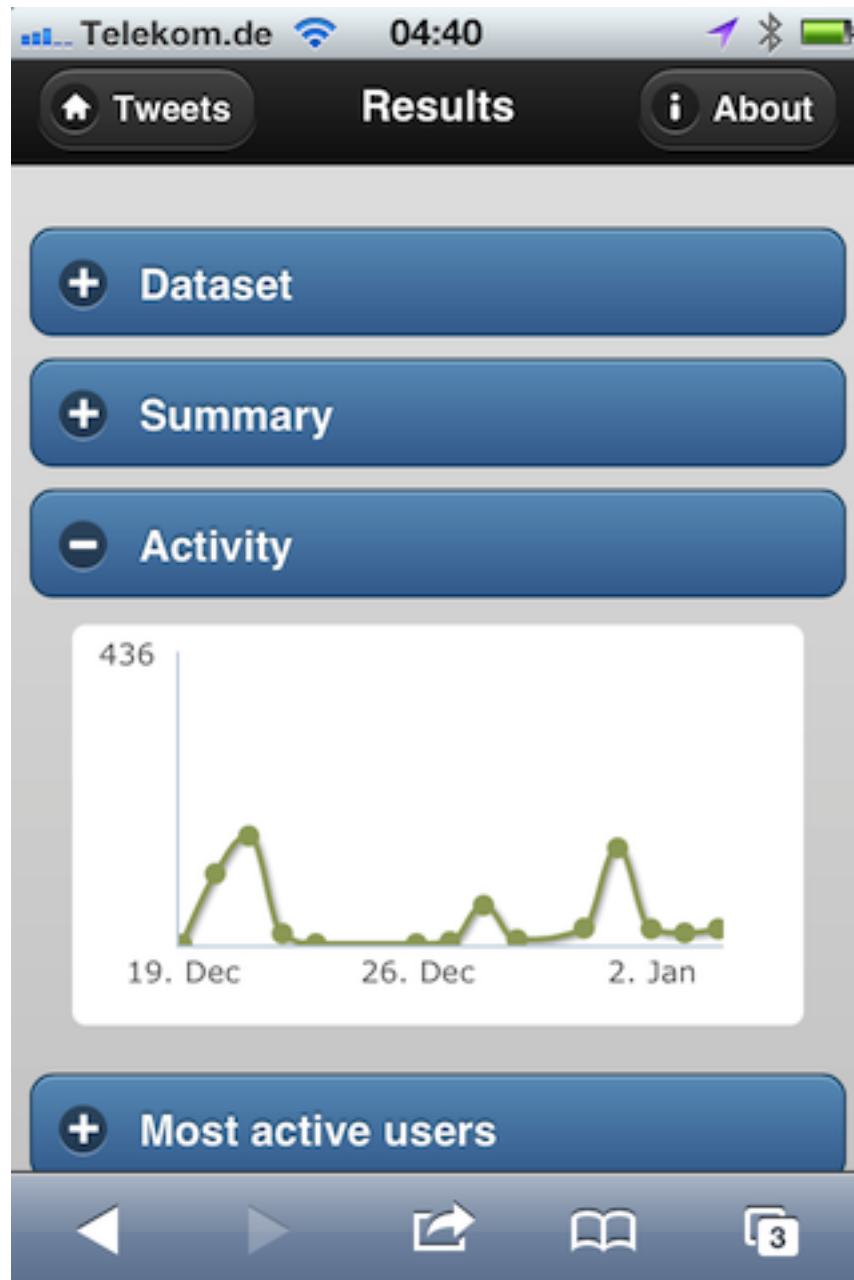 Telekom.de 04:40
Tweets Results About
Dataset
Summary
Activity
436
19. Dec 26. Dec 2. Jan
Most active users
3